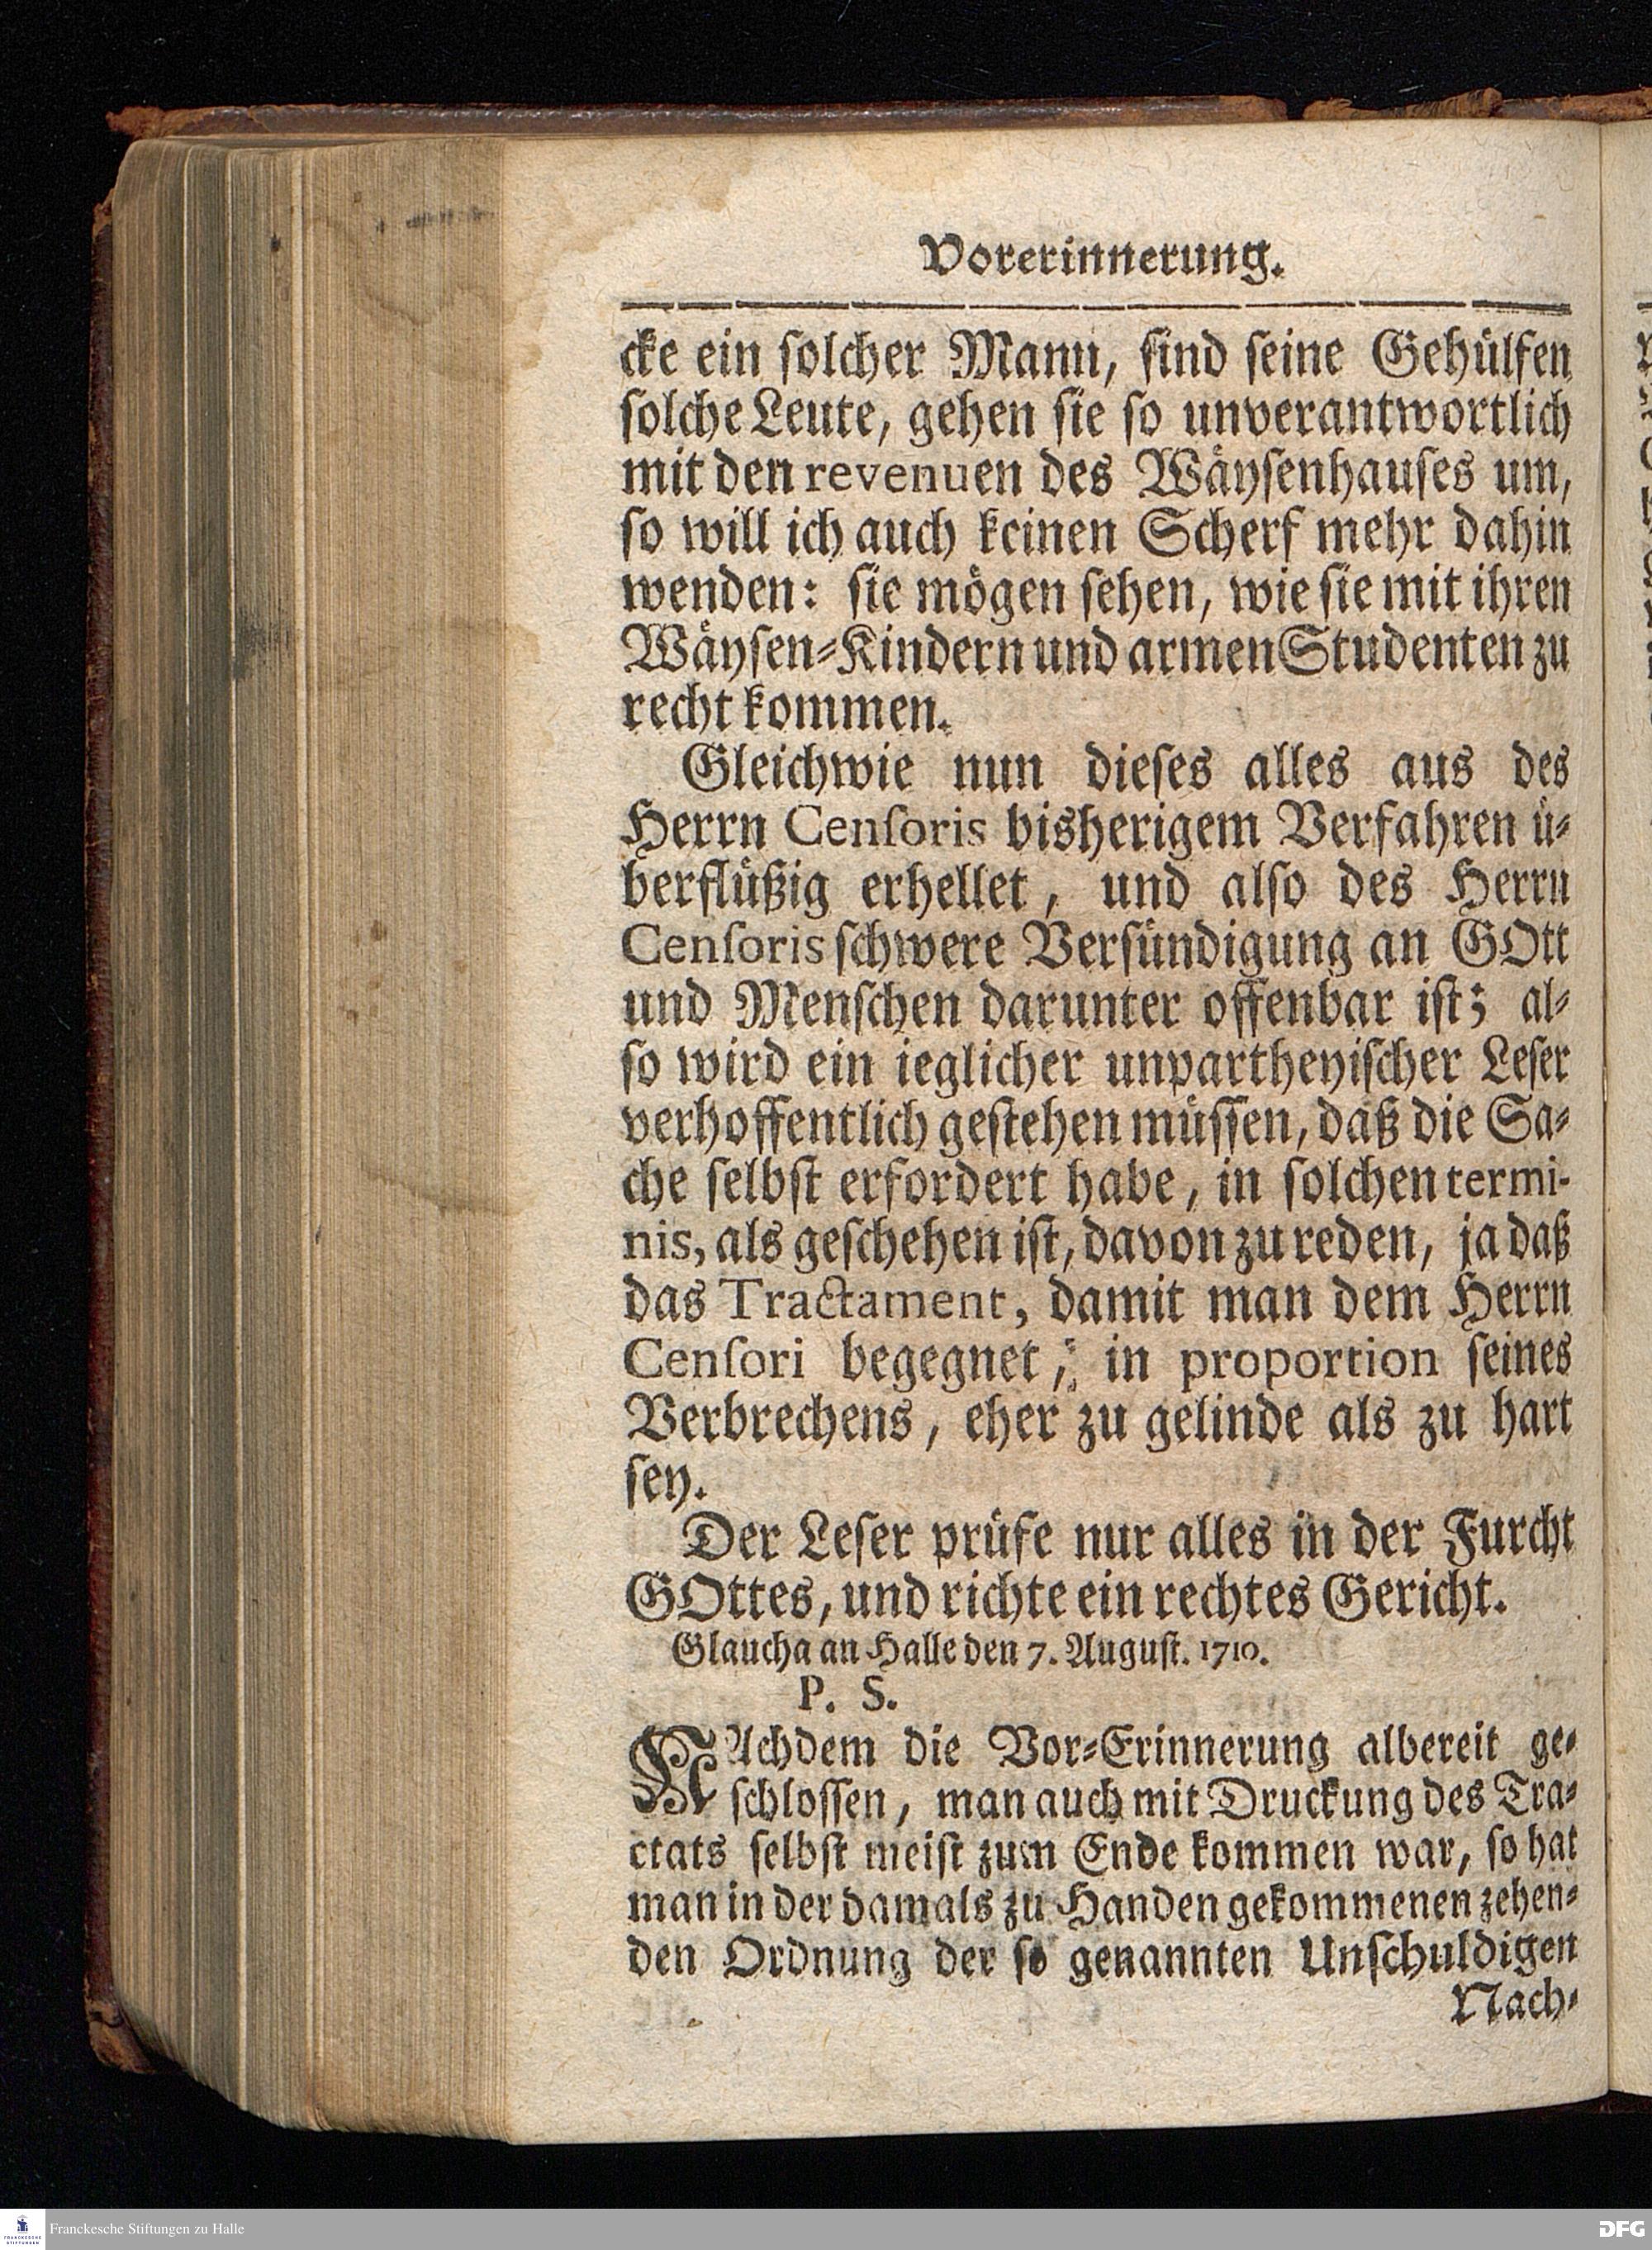 Vorerinnerung.
cke ein ſolcher Mann, ſind ſeine Gehülfen
ſolche Leute, gehen ſie ſo unverantwortlich
mit den revenuen des Wäyſenhauſes um,
ſo will ich auch keinen Scherf mehr dahin
wenden: ſie mögen ſehen, wie ſie mit ihren
Wäyſen⸗Kindern und armen Studenten zu
recht kommen.
Gleichwie nun dieſes alles aus des
Herrn Cenſoris bisherigem Verfahren ü⸗
berflüßig erhellet, und alſo des Herrn
Cenſoris ſchwere Verſündigung an GOtt
und Menſchen darunter offenbar iſt; al⸗
ſo wird ein ieglicher unpartheyiſcher Leſer
verhoffentlich geſtehen müſſen, daß die Sa⸗
che ſelbſt erfordert habe, in ſolchen termi-
nis, als geſchehen iſt, davon zu reden, ja daß
das Tractament, damit man dem Herrn
Cenſori begegnet, in proportion ſeines
Verbrechens, eher zu gelinde als zu hart
ſey.
Der Leſer prüfe nur alles in der Furcht
GOttes, und richte ein rechtes Gericht.
Glaucha an Halle den 7. Auguſt. 1710.
P. S.
NAchdem die Vor⸗Erinnerung albereit ge⸗
ſchloſſen, man auch mit Druckung des Tra⸗
ctats ſelbſt meiſt zum Ende kommen war, ſo hat
man in der damals zu Handen gekommenen zehen⸗
den Ordnung der ſo genannten Unſchuldigen
Nach⸗
Franckesche Stiftungen zu Halle
FRANCKESCHE
STIFTUNGEN
DFG